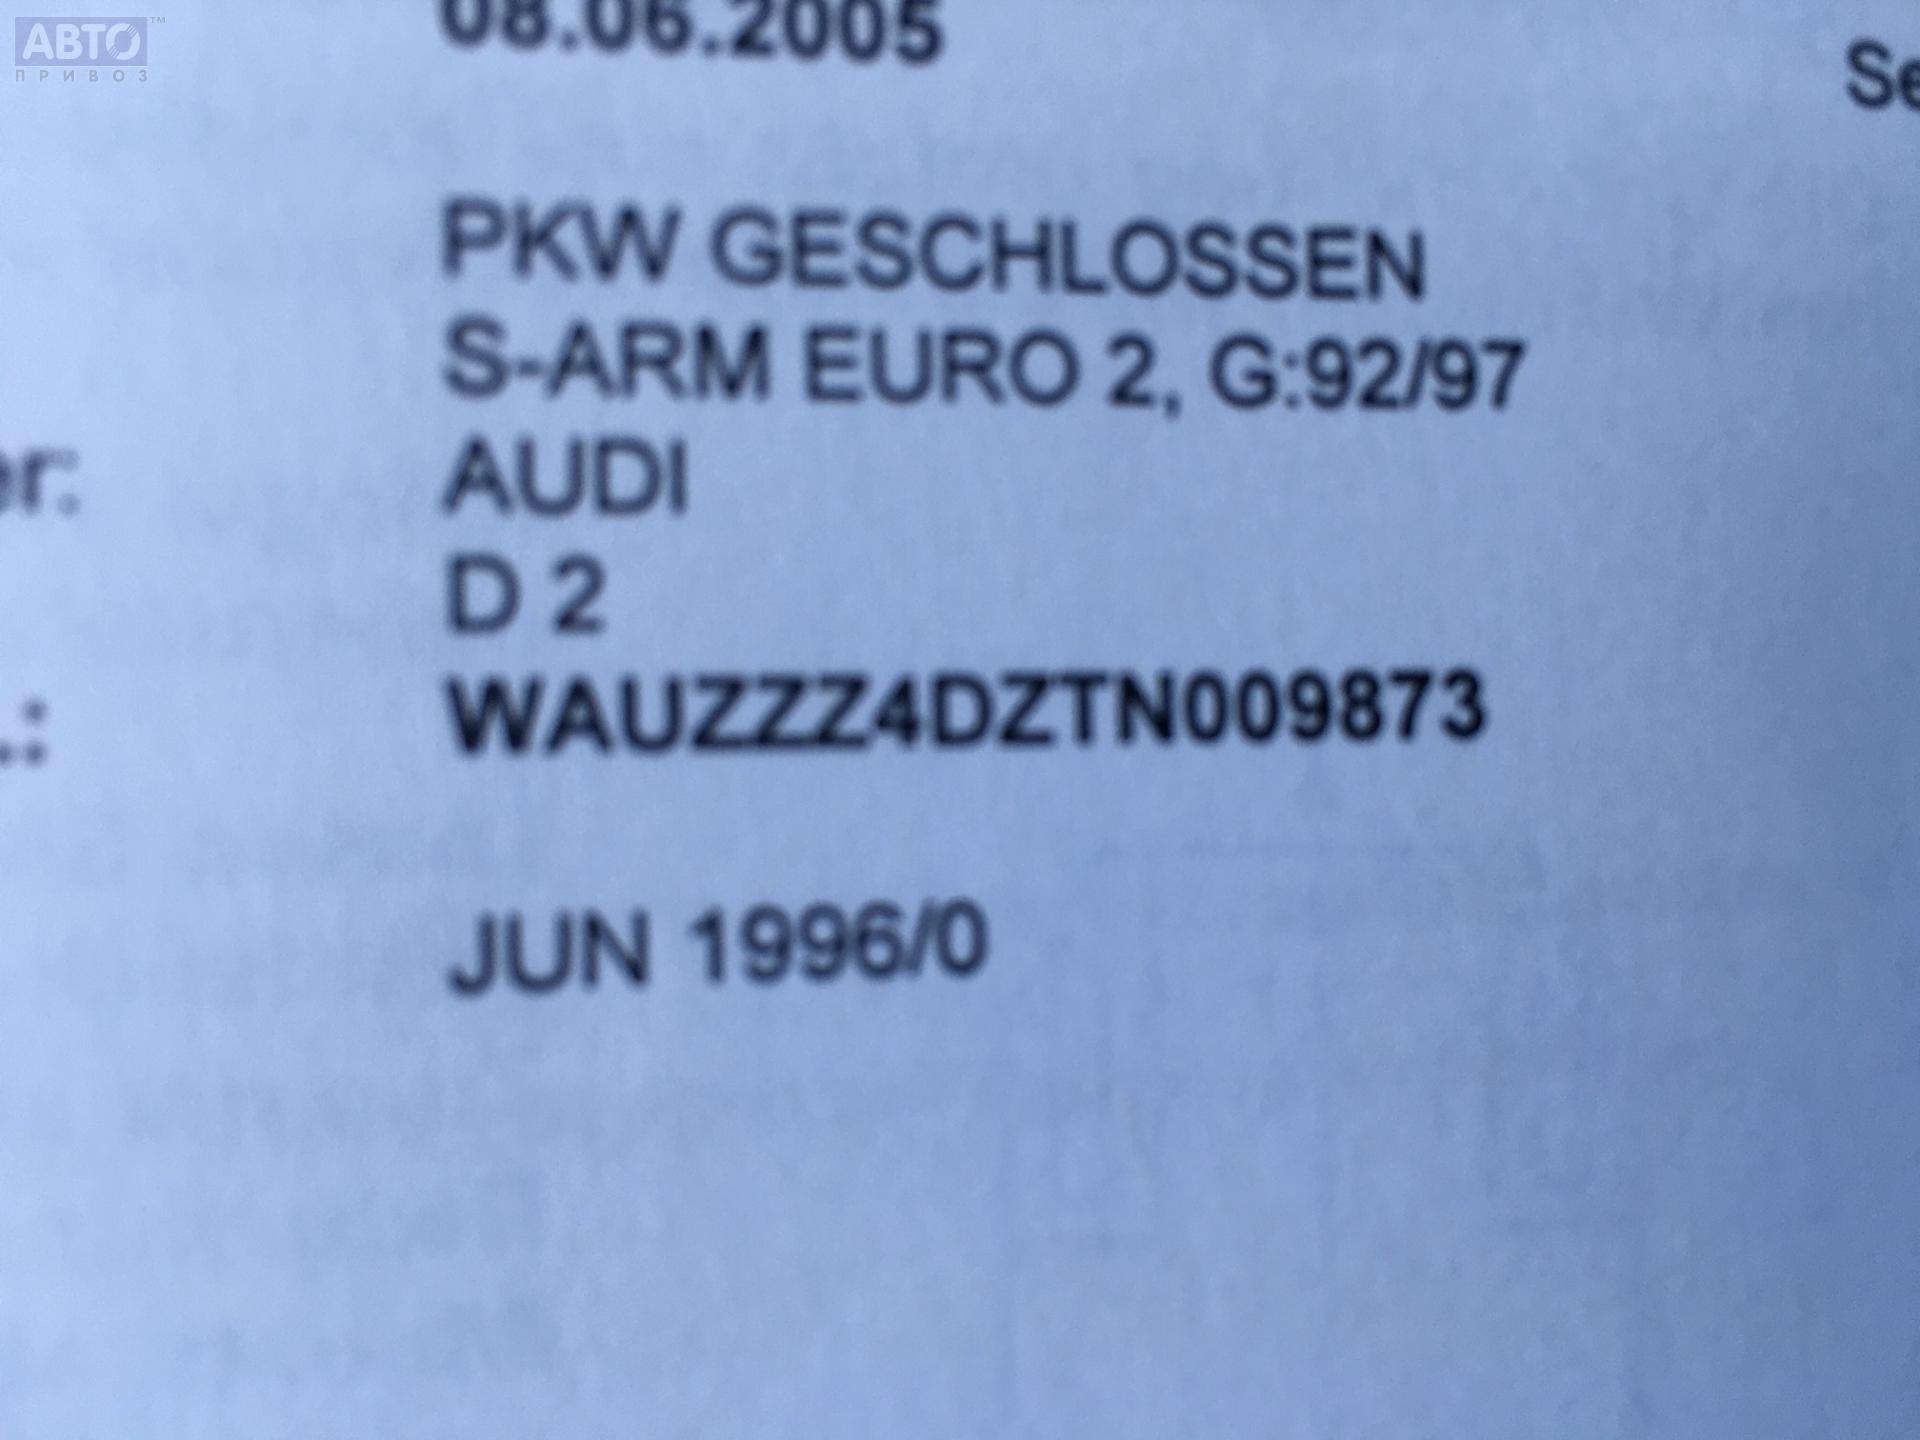 АВТО™
ПРИВОЗ
08.06.2005
Se
PKW GESCHLOSSEN
S-ARM EURO 2, G:92/97
er: AUDI
D 2
.: WAUZZZ4DZTN009873
JUN 1996/0